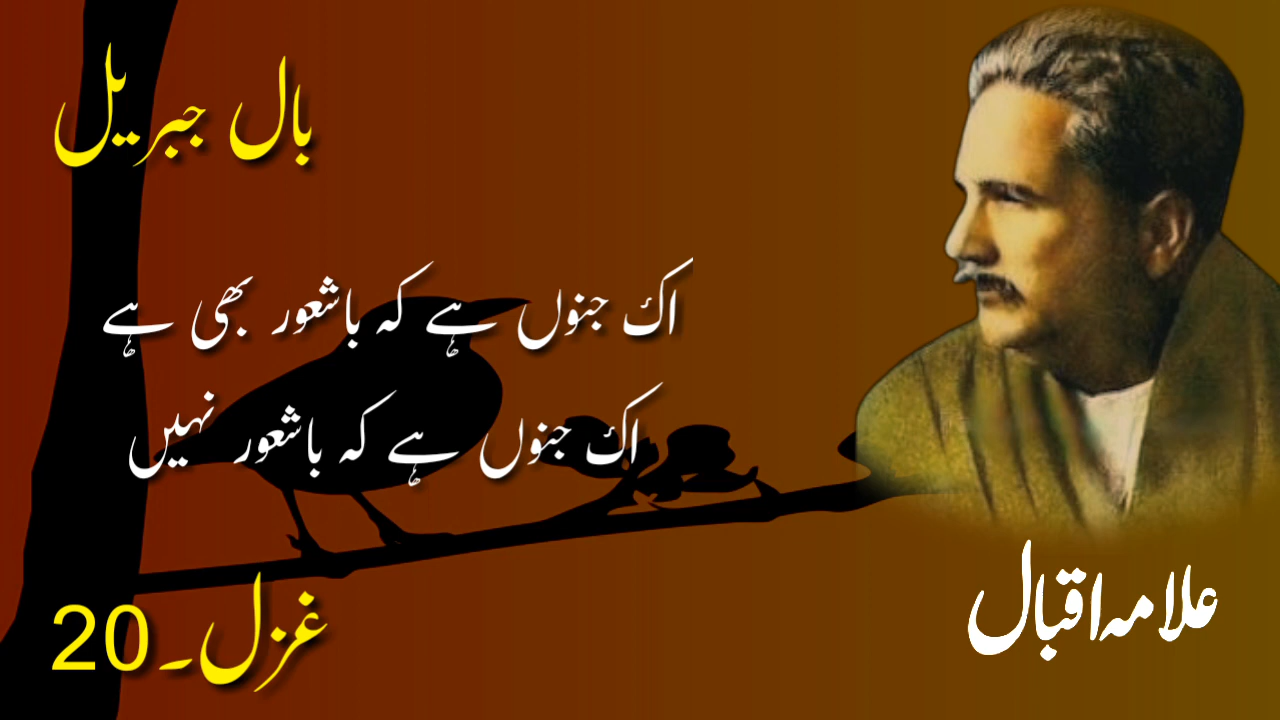 بال جبریل
اک جنوں ہے کہ باشعور بھی ہے
اک جنوں ہے کہ باشعور نہیں
غزل۔20
علامہ اقبال